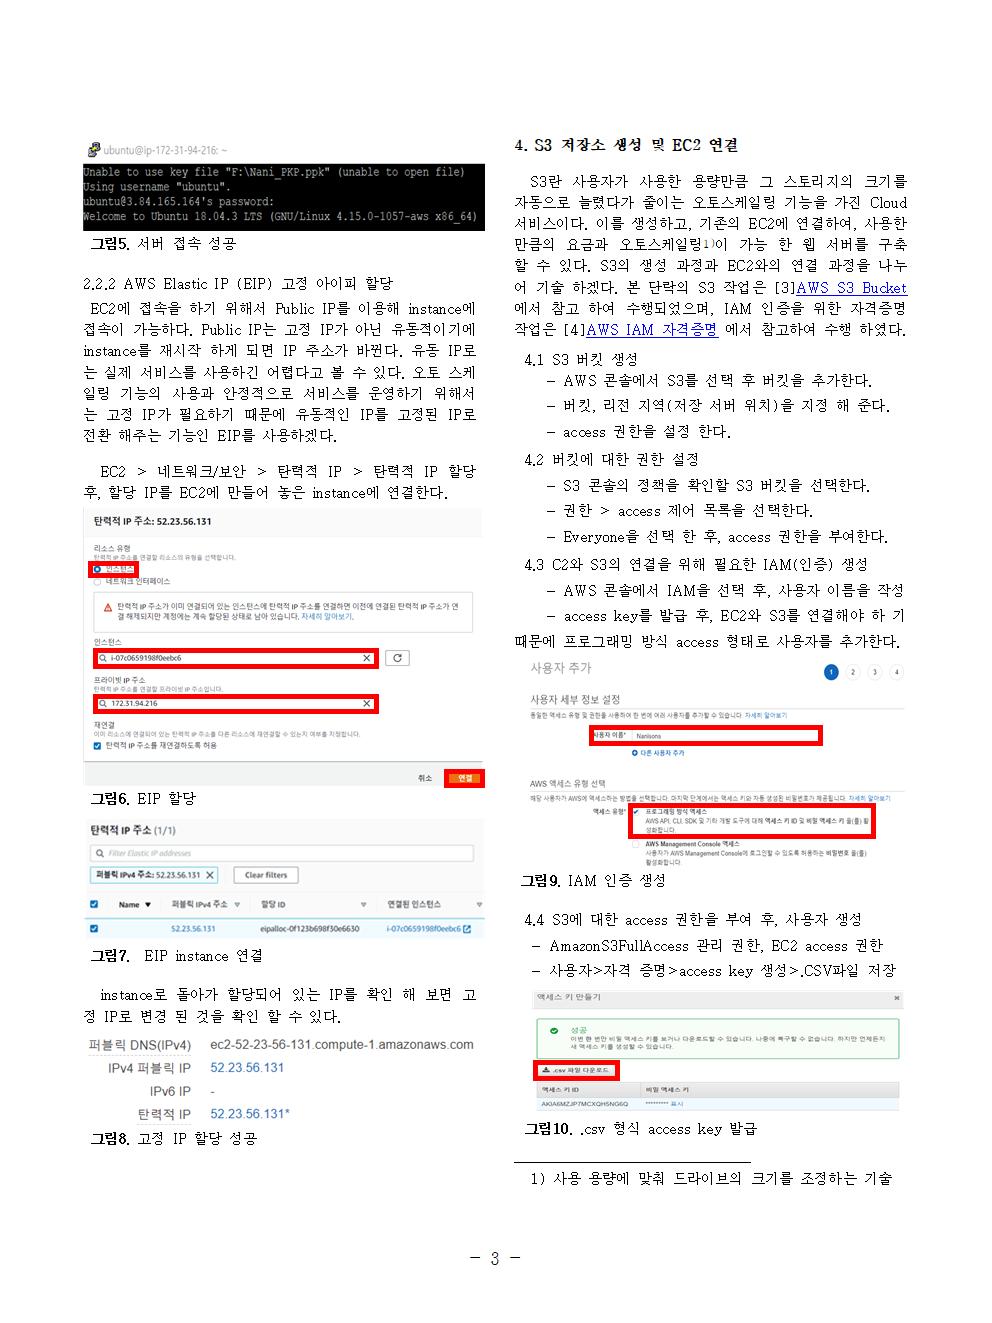 ubuntu@ip-172-31-94-216: ~
Unable to use key file "F:\Nani_PKP.ppk" (unable to open file)
Using username "ubuntu".
ubuntu@3.84.165.164's password:
Welcome to Ubuntu 18.04.3 LTS (GNU/Linux 4.15.0-1057-aws x86_64)
그림5. 서버 접속 성공
2.2.2 AWS Elastic IP (EIP) 고정 아이피 할당
EC2에 접속을 하기 위해서 Public IP를 이용해 instance에
접속이 가능하다. Public IP는 고정 IP가 아닌 유동적이기에
instance를 재시작 하게 되면 IP 주소가 바뀐다. 유동 IP로
는 실제 서비스를 사용하긴 어렵다고 볼 수 있다. 오토 스케
일링 기능의 사용과 안정적으로 서비스를 운영하기 위해서
는 고정 IP가 필요하기 때문에 유동적인 IP를 고정된 IP로
전환 해주는 기능인 EIP를 사용하겠다.
EC2 > 네트워크/보안 > 탄력적 IP > 탄력적 IP 할당
후, 할당 IP를 EC2에 만들어 놓은 instance에 연결한다.
탄력적 IP 주소: 52.23.56.131
리소스 유형
탄력적 IP 주소를 연결할 리소스의 유형을 선택합니다.
인스턴스
네트워크 인터페이스
탄력적 IP 주소가 이미 연결되어 있는 인스턴스에 탄력적 IP 주소를 연결하면 이전에 연결된 탄력적 IP 주소가 연
결 해제되지만 계정에는 계속 할당된 상태로 남아 있습니다. 자세히 알아보기.
인스턴스
i-07c0659198f0eebc6
프라이빗 IP 주소
탄력적 IP 주소를 연결할 프라이빗 IP 주소입니다.
172.31.94.216
재연결
이미 리소스에 연결되어 있는 탄력적 IP 주소를 다른 리소스에 재연결할 수 있는지 여부를 지정합니다.
탄력적 IP 주소를 재연결하도록 허용
취소 연결
그림6. EIP 할당
탄력적 IP 주소 (1/1)
Filter Elastic IP addresses
퍼블릭 IPv4 주소: 52.23.56.131 Clear filters
Name 퍼블릭 IPv4 주소 할당 ID 연결된 인스턴스
52.23.56.131 eipalloc-0f123b698f30e6630 i-07c0659198f0eebc6
그림7. EIP instance 연결
instance로 돌아가 할당되어 있는 IP를 확인 해 보면 고
정 IP로 변경 된 것을 확인 할 수 있다.
퍼블릭 DNS(IPv4) ec2-52-23-56-131.compute-1.amazonaws.com
IPv4 퍼블릭 IP 52.23.56.131
IPv6 IP -
탄력적 IP 52.23.56.131*
그림8. 고정 IP 할당 성공
4. S3 저장소 생성 및 EC2 연결
S3란 사용자가 사용한 용량만큼 그 스토리지의 크기를
자동으로 늘렸다가 줄이는 오토스케일링 기능을 가진 Cloud
서비스이다. 이를 생성하고, 기존의 EC2에 연결하여, 사용한
만큼의 요금과 오토스케일링1)이 가능 한 웹 서버를 구축
할 수 있다. S3의 생성 과정과 EC2와의 연결 과정을 나누
어 기술 하겠다. 본 단락의 S3 작업은 [3]AWS S3 Bucket
에서 참고 하여 수행되었으며, IAM 인증을 위한 자격증명
작업은 [4]AWS IAM 자격증명 에서 참고하여 수행 하였다.
4.1 S3 버킷 생성
- AWS 콘솔에서 S3를 선택 후 버킷을 추가한다.
- 버킷, 리전 지역(저장 서버 위치)을 지정 해 준다.
- access 권한을 설정 한다.
4.2 버킷에 대한 권한 설정
- S3 콘솔의 정책을 확인할 S3 버킷을 선택한다.
- 권한 > access 제어 목록을 선택한다.
- Everyone을 선택 한 후, access 권한을 부여한다.
4.3 C2와 S3의 연결을 위해 필요한 IAM(인증) 생성
- AWS 콘솔에서 IAM을 선택 후, 사용자 이름을 작성
- access key를 발급 후, EC2와 S3를 연결해야 하 기
때문에 프로그래밍 방식 access 형태로 사용자를 추가한다.
사용자 추가 1 2 3 4
사용자 세부 정보 설정
동일한 액세스 유형 및 권한을 사용하여 한 번에 여러 사용자를 추가할 수 있습니다. 자세히 알아보기
사용자 이름* Nanisons
다른 사용자 추가
AWS 액세스 유형 선택
해당 사용자가 AWS에 액세스하는 방법을 선택합니다. 마지막 단계에서는 액세스 키와 자동 생성된 비밀번호가 제공됩니다. 자세히 알아보기
액세스 유형* 프로그래밍 방식 액세스
AWS API, CLI, SDK 및 기타 개발 도구에 대해 액세스 키 ID 및 비밀 액세스 키 을(를) 활
성화합니다.
AWS Management Console 액세스
사용자가 AWS Management Console에 로그인할 수 있도록 허용하는 비밀번호 을(를)
활성화합니다.
그림9. IAM 인증 생성
4.4 S3에 대한 access 권한을 부여 후, 사용자 생성
- AmazonS3FullAccess 관리 권한, EC2 access 권한
- 사용자>자격 증명>access key 생성>.CSV파일 저장
액세스 키 만들기
성공
이번 한 번만 비밀 액세스 키를 보거나 다운로드할 수 있습니다. 나중에 복구할 수 없습니다. 하지만 언제든지
새 액세스 키를 생성할 수 있습니다.
.csv 파일 다운로드
액세스 키 ID 비밀 액세스 키
AKIA6MZJP7MCXQH5NG6Q ********* 표시
그림10. .csv 형식 access key 발급
1) 사용 용량에 맞춰 드라이브의 크기를 조정하는 기술
- 3 -